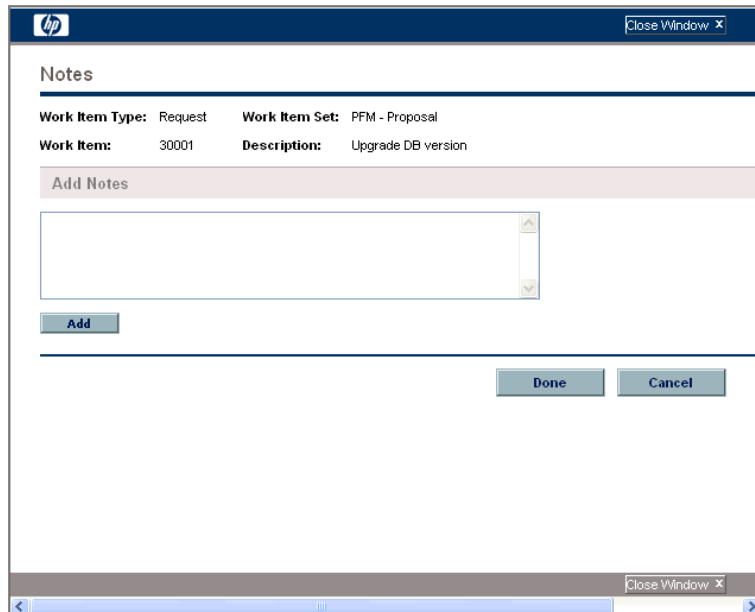 hp
Close Window x
Notes
Work Item Type: Request Work Item Set: PFM - Proposal
Work Item: 30001 Description: Upgrade DB version
Add Notes
Add
Done Cancel
Close Window x